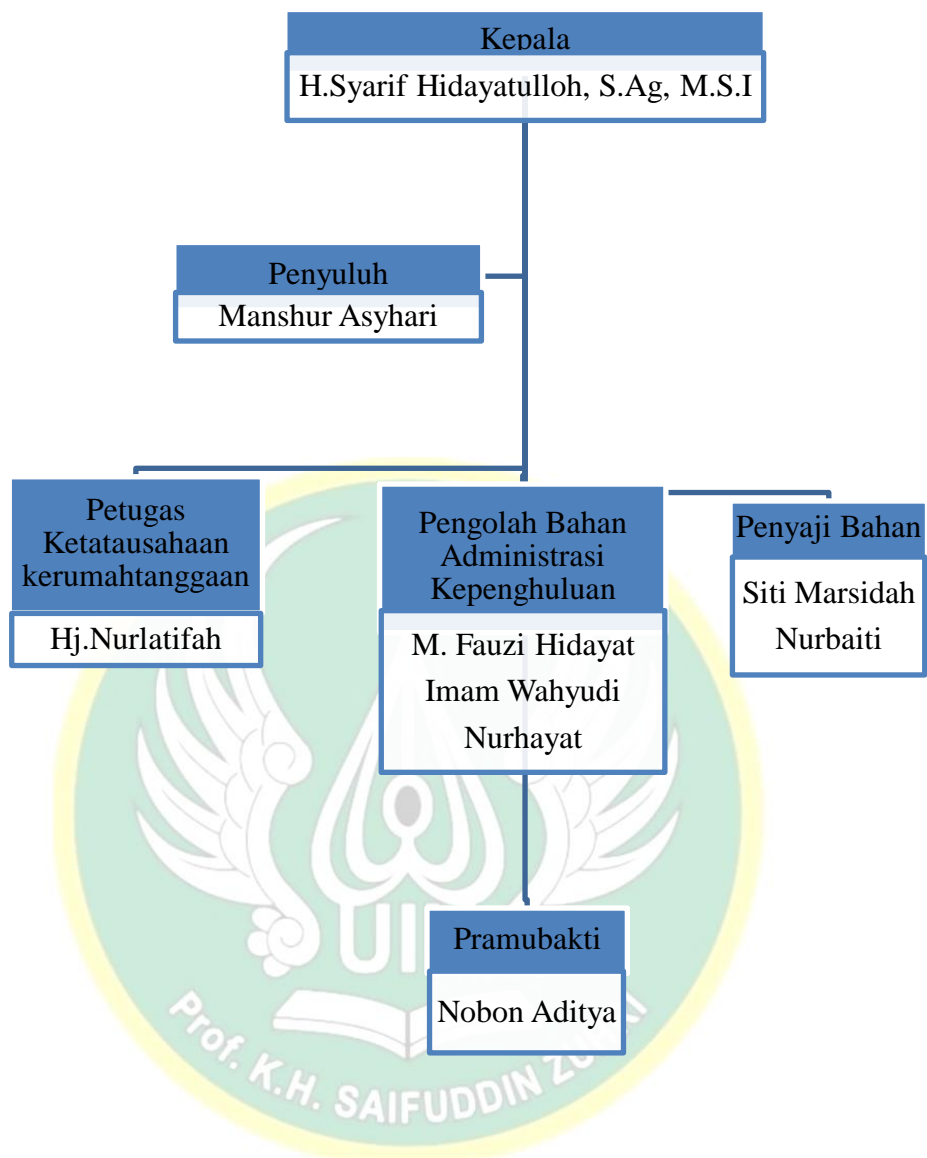 Kepala
H.Syarif Hidayatulloh, S.Ag, M.S.I
Penyuluh
Manshur Asyhari
Petugas
Ketatausahaan
kerumahtanggaan
Hj.Nurlatifah
Pengolah Bahan
Administrasi
Kepenghuluan
M. Fauzi Hidayat
Imam Wahyudi
Nurhayat
Penyaji Bahan
Siti Marsidah
Nurbaiti
Pramubakti
Nobon Aditya
Prof. K.H. SAIFUDDIN